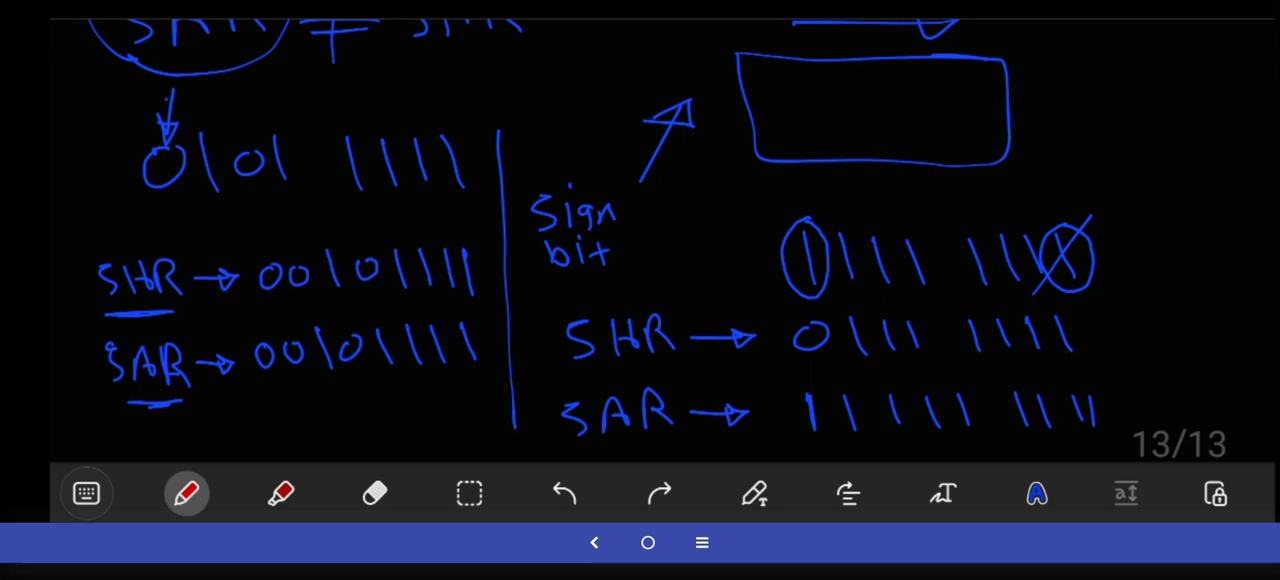 SAR ≠ SHR
0101 1111
SHR → 00101111
SAR → 00101111
sign
bit
1111 1111
SHR → 0111 1111
SAR → 11111 1111
13/13